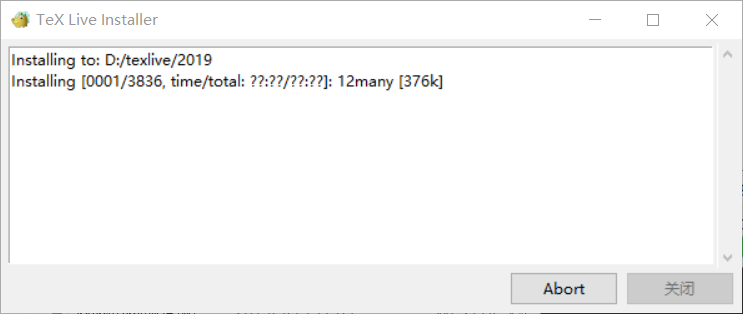 TeX Live Installer
Installing to: D:/texlive/2019
Installing [0001/3836, time/total: ??:??/??:??]: 12many [376k]
Abort
关闭